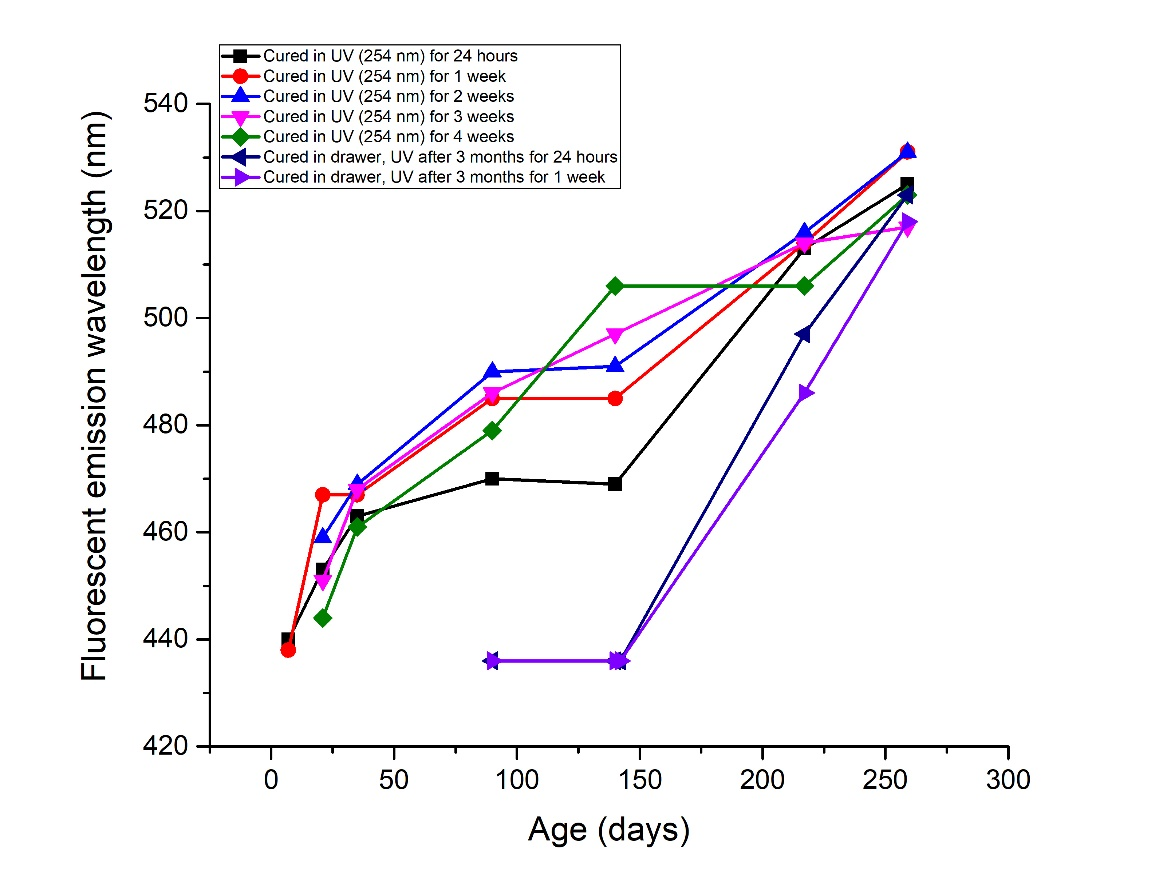 Cured in UV (254 nm) for 24 hours
Cured in UV (254 nm) for 1 week
Cured in UV (254 nm) for 2 weeks
Cured in UV (254 nm) for 3 weeks
Cured in UV (254 nm) for 4 weeks
Cured in drawer, UV after 3 months for 24 hours
Cured in drawer, UV after 3 months for 1 week
Fluorescent emission wavelength (nm)
540
520
500
480
460
440
420
0 50 100 150 200 250 300
Age (days)